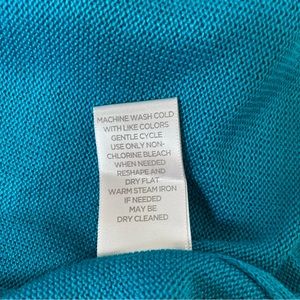 MACHINE WASH COLD
WITH LIKE COLORS
GENTLE CYCLE
USE ONLY NON-
CHLORINE BLEACH
WHEN NEEDED
RESHAPE AND
DRY FLAT
WARM STEAM IRON
IF NEEDED
MAY BE
DRY CLEANED